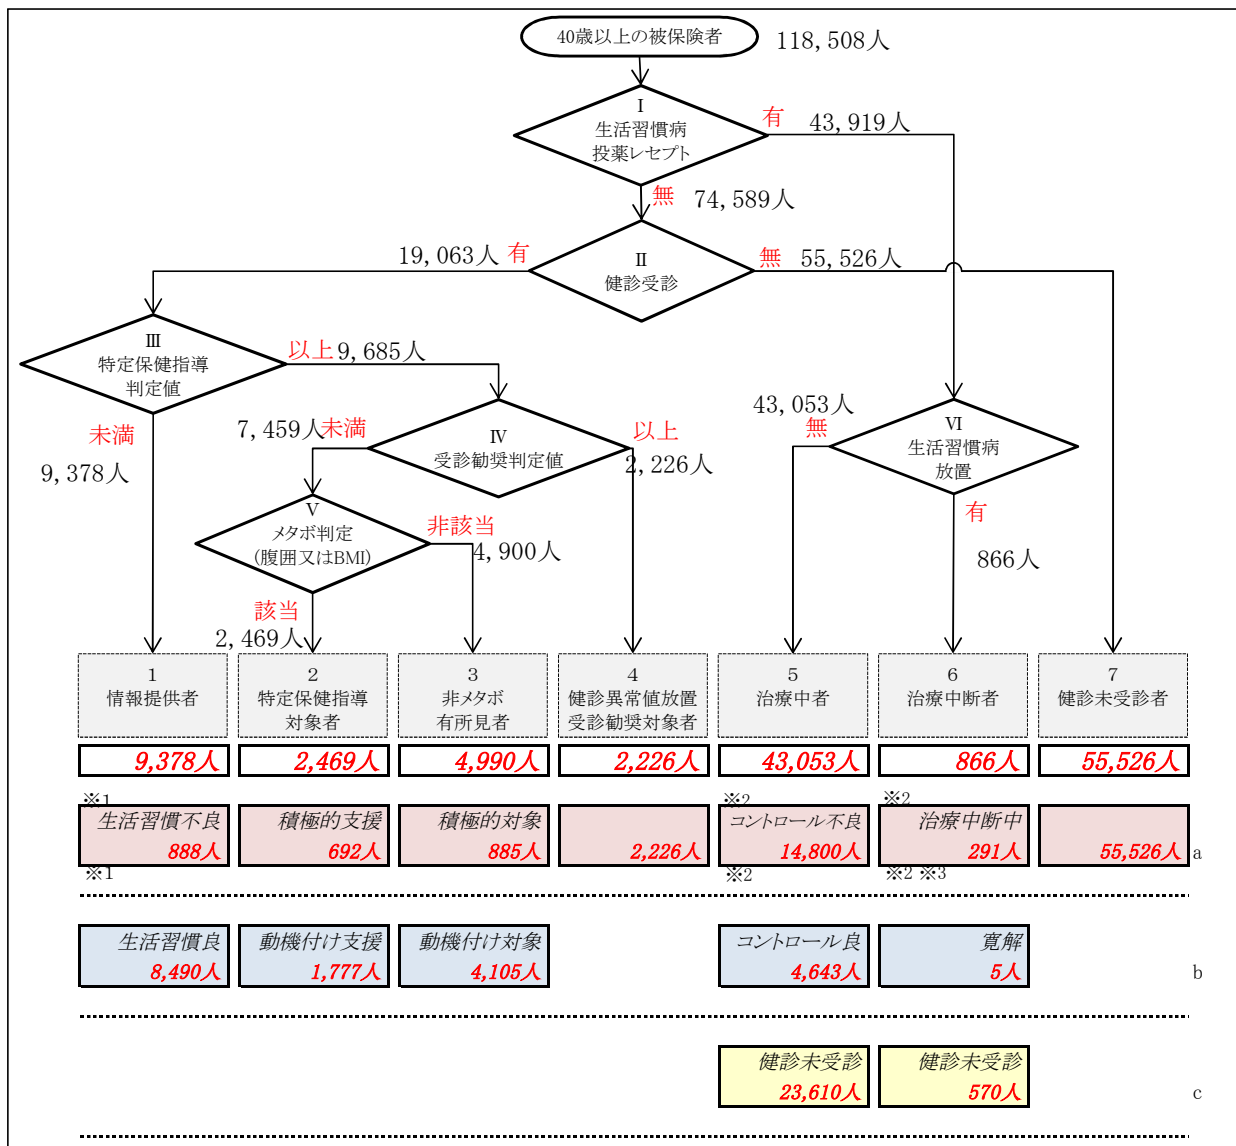 40歳以上の被保険者
118,508人
Ⅰ
生活習慣病
投薬レセプト
有
43,919人
無
74,589人
19,063人
有
Ⅱ
健診受診
無
55,526人
Ⅲ
特定保健指導
判定値
以上
9,685人
未満
9,378人
7,459人
未満
Ⅳ
受診勧奨判定値
以上
2,226人
43,053人
無
Ⅵ
生活習慣病
放置
有
866人
Ⅴ
メタボ判定
(腹囲又はBMI)
非該当
4,900人
該当
2,469人
1
情報提供者
2
特定保健指導
対象者
3
非メタボ
有所見者
4
健診異常値放置
受診勧奨対象者
5
治療中者
6
治療中断者
7
健診未受診者
9,378人
2,469人
4,990人
2,226人
43,053人
866人
55,526人
※1
※2
※2
生活習慣不良
888人
積極的支援
692人
積極的対象
885人
2,226人
コントロール不良
14,800人
治療中断中
291人
55,526人
a
※1
※2
※2 ※3
生活習慣良
8,490人
動機付け支援
1,777人
動機付け対象
4,105人
コントロール良
4,643人
寛解
5人
b
健診未受診
23,610人
健診未受診
570人
c